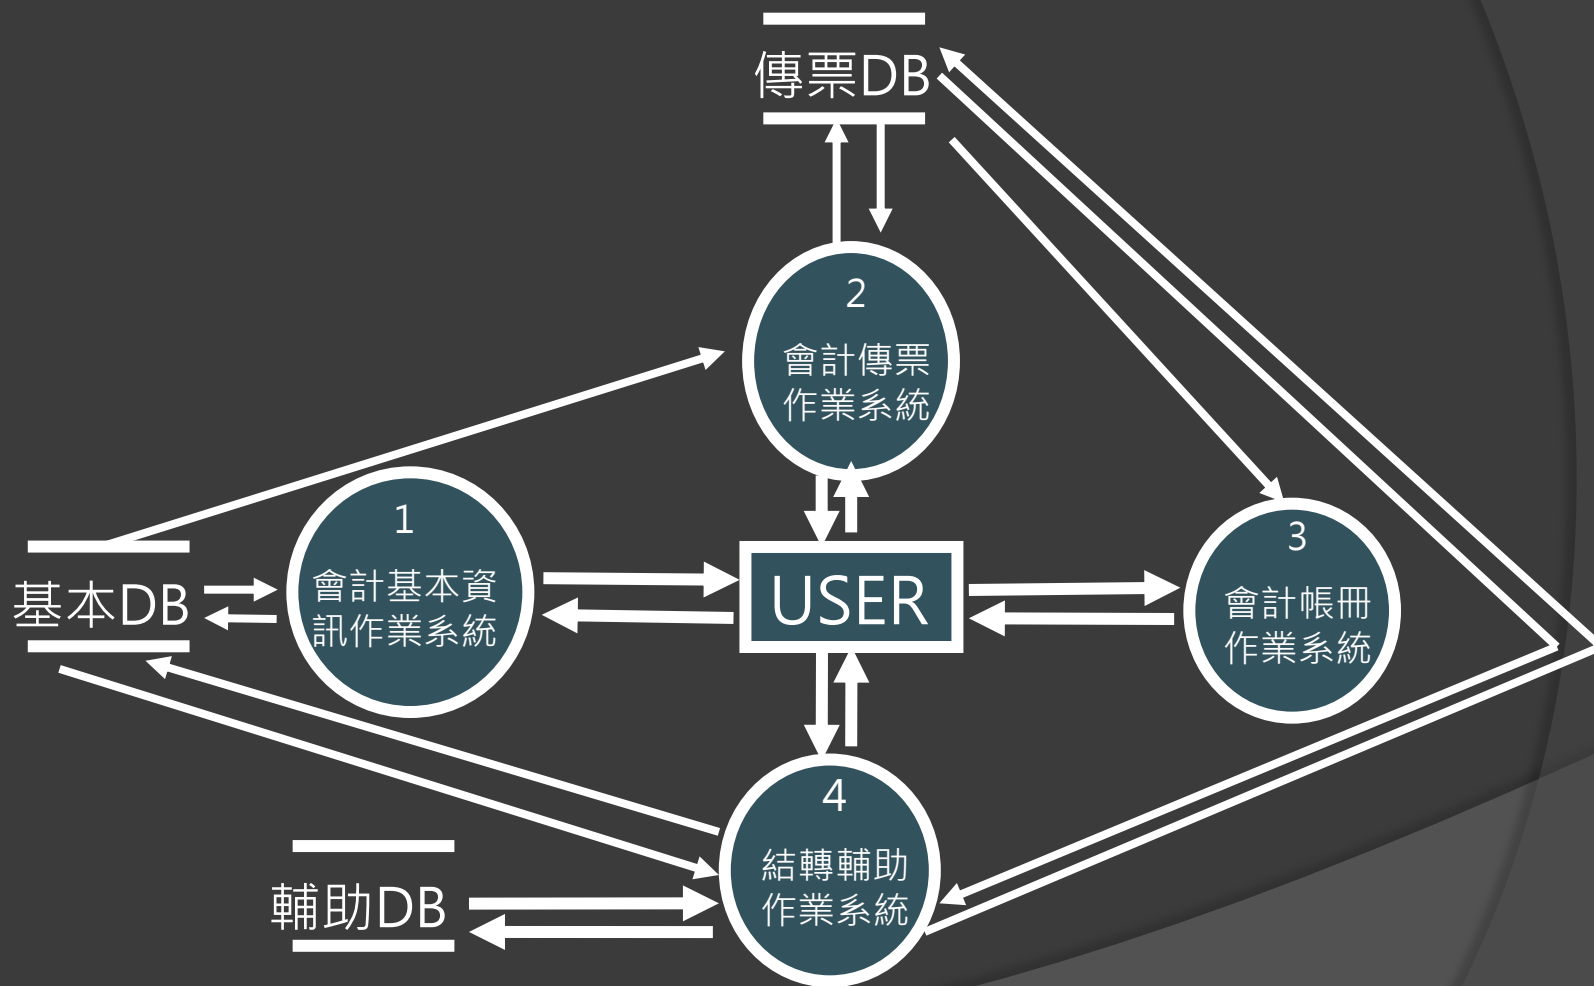 傳票DB
2
會計傳票
作業系統
1
會計基本資
訊作業系統
基本DB
USER
3
會計帳冊
作業系統
4
結轉輔助
作業系統
輔助DB